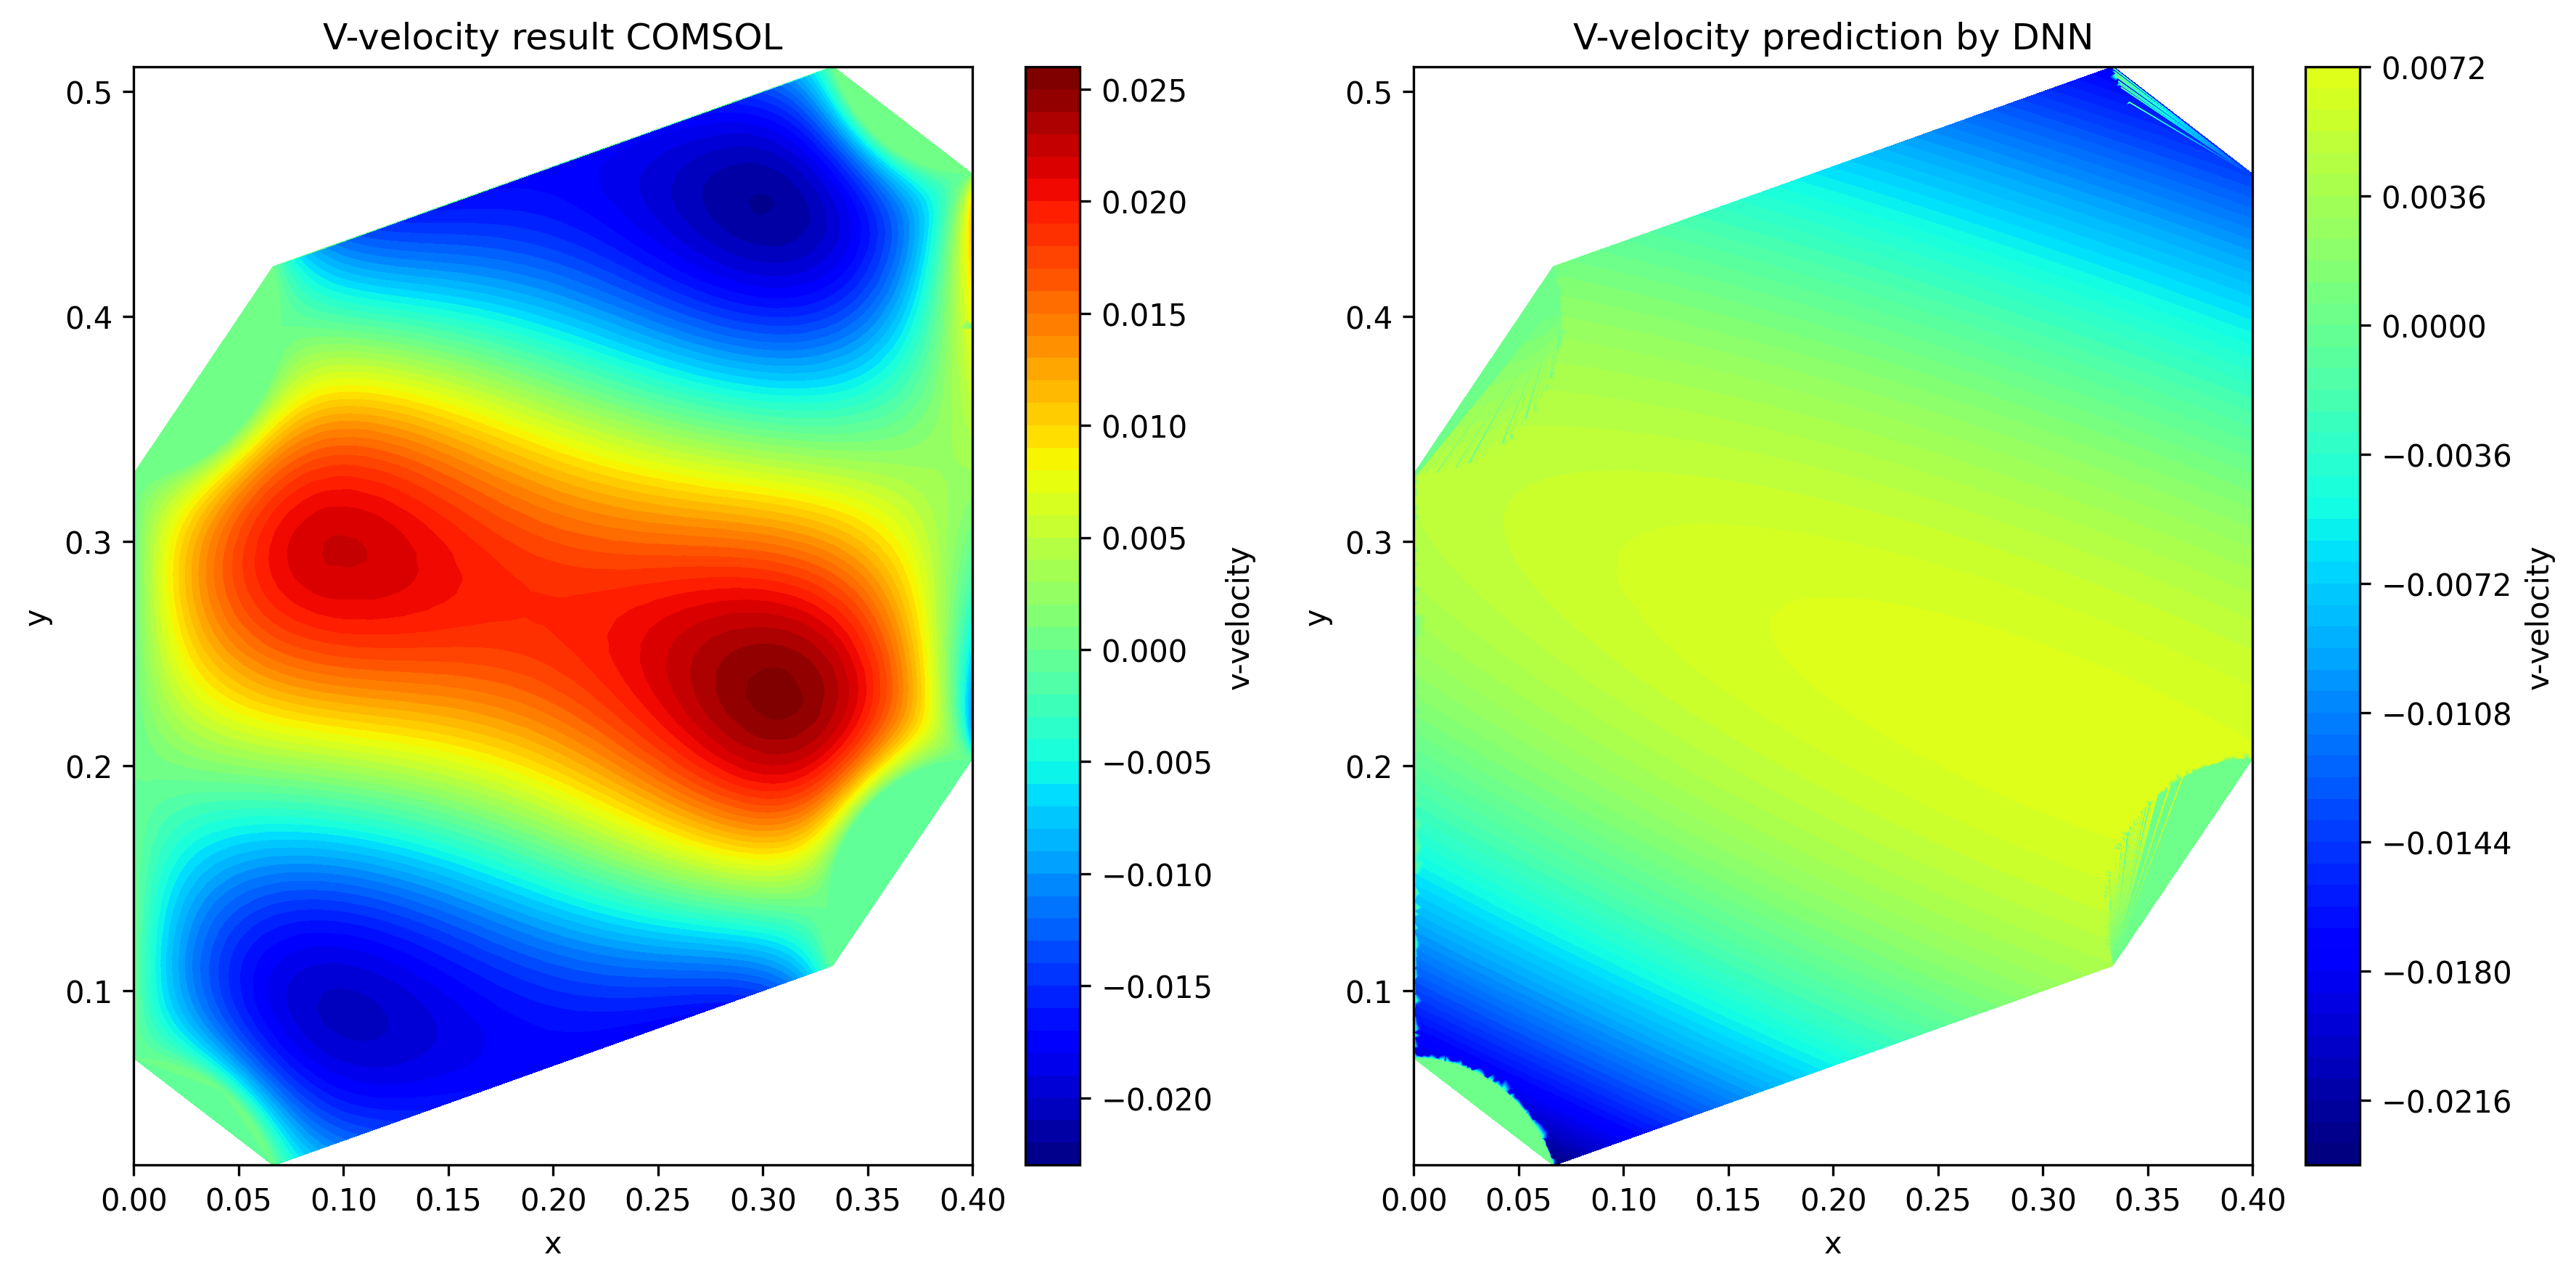 V-velocity result COMSOL
0.5
0.4
0.3
0.2
0.1
y
0.00 0.05 0.10 0.15 0.20 0.25 0.30 0.35 0.40
x
0.025
0.020
0.015
0.010
0.005
0.000
−0.005
−0.010
−0.015
−0.020
v-velocity
V-velocity prediction by DNN
0.5
0.4
0.3
0.2
0.1
y
0.00 0.05 0.10 0.15 0.20 0.25 0.30 0.35 0.40
x
0.0072
0.0036
0.0000
−0.0036
−0.0072
−0.0108
−0.0144
−0.0180
−0.0216
v-velocity